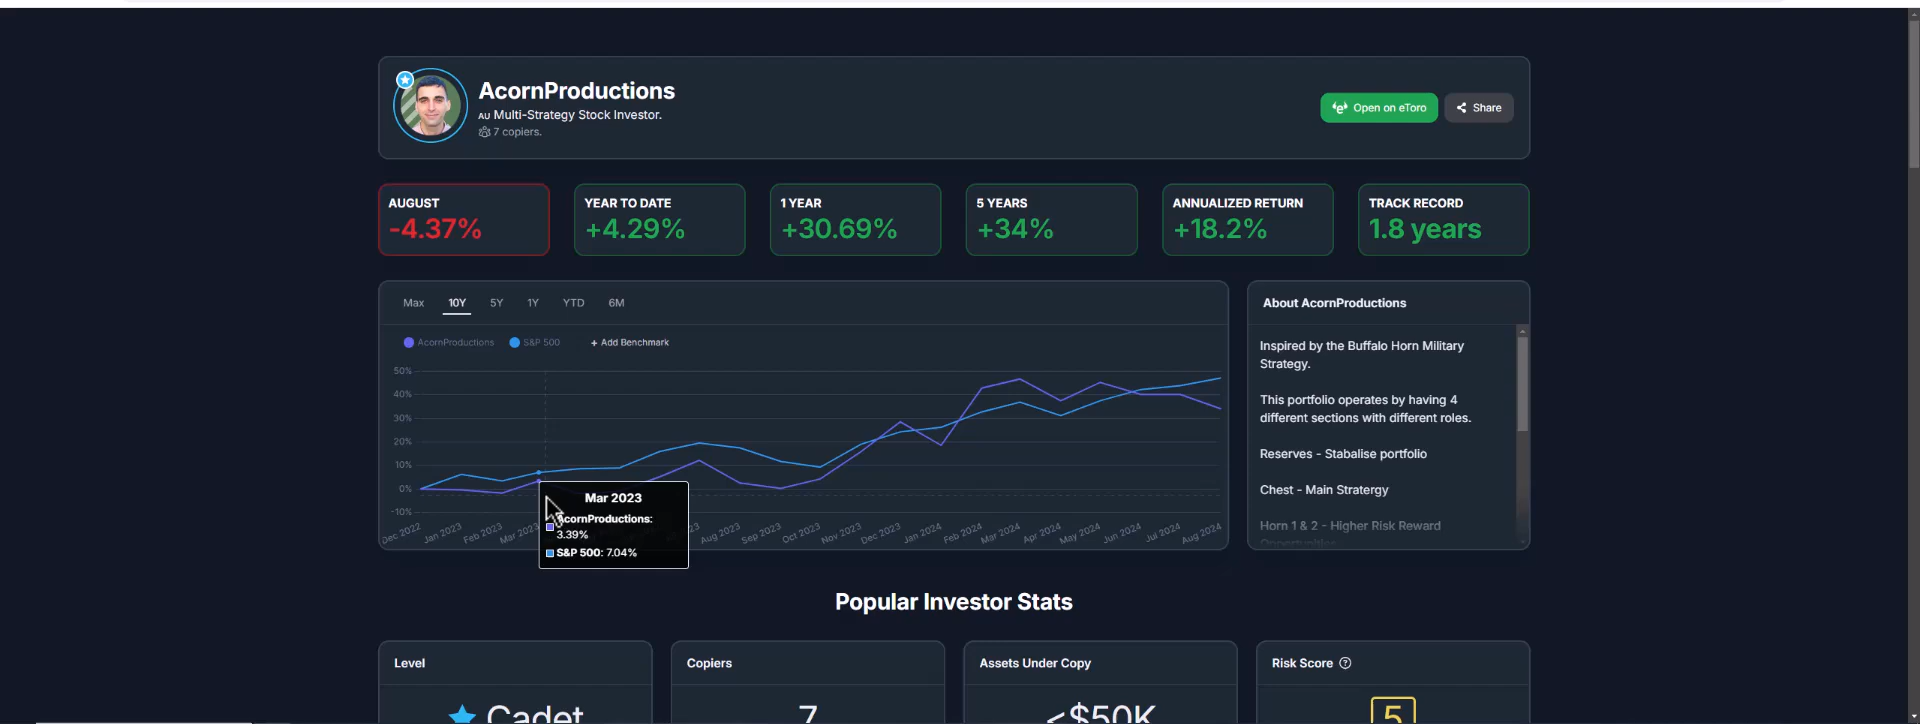 AcornProductions
AU Multi-Strategy Stock Investor.
7 copiers.
Open on eToro
Share
AUGUST
-4.37%
YEAR TO DATE
+4.29%
1 YEAR
+30.69%
5 YEARS
+34%
ANNUALIZED RETURN
+18.2%
TRACK RECORD
1.8 years
Max 10Y 5Y 1Y YTD 6M
AcornProductions S&P 500 + Add Benchmark
50%
40%
30%
20%
10%
0%
-10%
Dec 2022 Jan 2023 Feb 2023 Mar 2023 Aug 2023 Sep 2023 Oct 2023 Nov 2023 Dec 2023 Jan 2024 Feb 2024 Mar 2024 Apr 2024 May 2024 Jun 2024 Jul 2024 Aug 2024
Mar 2023
AcornProductions:
3.39%
S&P 500: 7.04%
About AcornProductions
Inspired by the Buffalo Horn Military
Strategy.
This portfolio operates by having 4
different sections with different roles.
Reserves - Stabalise portfolio
Chest - Main Stratergy
Horn 1 & 2 - Higher Risk Reward
Opportunities
Popular Investor Stats
Level
Cadet
Copiers
7
Assets Under Copy
<$50K
Risk Score
5